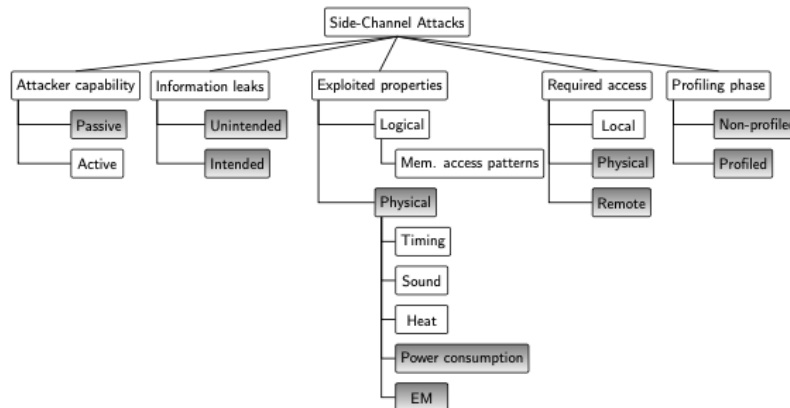 Side-Channel Attacks
Attacker capability
Information leaks
Exploited properties
Required access
Profiling phase
Passive
Unintended
Logical
Local
Non-profiled
Active
Intended
Mem. access patterns
Physical
Profiled
Physical
Remote
Timing
Sound
Heat
Power consumption
EM